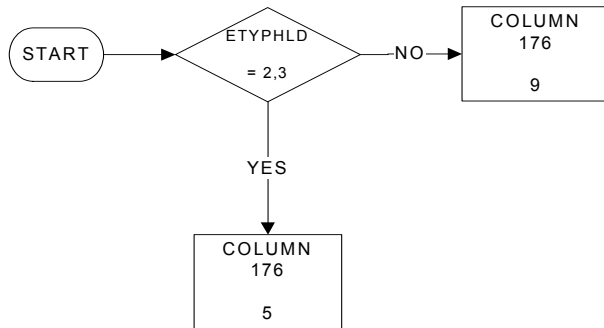 START
ETYPHLD
= 2,3
NO
COLUMN
176
9
YES
COLUMN
176
5